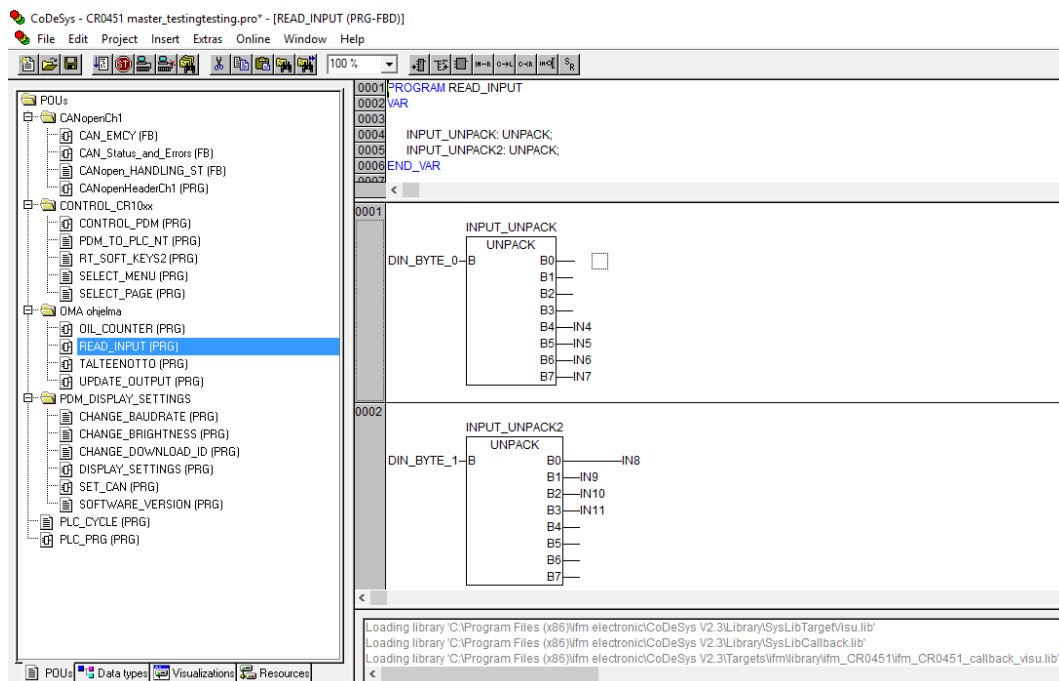 CoDeSys - CR0451 master_testingtesting.pro* - [READ_INPUT (PRG-FBD)]
File Edit Project Insert Extras Online Window Help
100 %
POUs
CANopenCh1
CAN_EMCY (FB)
CAN_Status_and_Errors (FB)
CANopen_HANDLING_ST (FB)
CANopenHeaderCh1 (PRG)
CONTROL_CR10xx
CONTROL_PDM (PRG)
PDM_TO_PLC_NT (PRG)
RT_SOFT_KEYS2 (PRG)
SELECT_MENU (PRG)
SELECT_PAGE (PRG)
OMA ohjelma
OIL_COUNTER (PRG)
READ_INPUT (PRG)
TALTEENOTTO (PRG)
UPDATE_OUTPUT (PRG)
PDM_DISPLAY_SETTINGS
CHANGE_BAUDRATE (PRG)
CHANGE_BRIGHTNESS (PRG)
CHANGE_DOWNLOAD_ID (PRG)
DISPLAY_SETTINGS (PRG)
SET_CAN (PRG)
SOFTWARE_VERSION (PRG)
PLC_CYCLE (PRG)
PLC_PRG (PRG)
POUs Data types Visualizations Resources
0001 PROGRAM READ_INPUT
0002 VAR
0003
0004 INPUT_UNPACK: UNPACK;
0005 INPUT_UNPACK2: UNPACK;
0006 END_VAR
0007
0001
INPUT_UNPACK
UNPACK
DIN_BYTE_0 B B0
B1
B2
B3
B4 IN4
B5 IN5
B6 IN6
B7 IN7
0002
INPUT_UNPACK2
UNPACK
DIN_BYTE_1 B B0 IN8
B1 IN9
B2 IN10
B3 IN11
B4
B5
B6
B7
Loading library 'C:\Program Files (x86)\ifm electronic\CoDeSys V2.3\Library\SysLibTargetVisu.lib'
Loading library 'C:\Program Files (x86)\ifm electronic\CoDeSys V2.3\Library\SysLibCallback.lib'
Loading library 'C:\Program Files (x86)\ifm electronic\CoDeSys V2.3\Targets\ifm\library\ifm_CR0451\ifm_CR0451_callback_visu.lib'